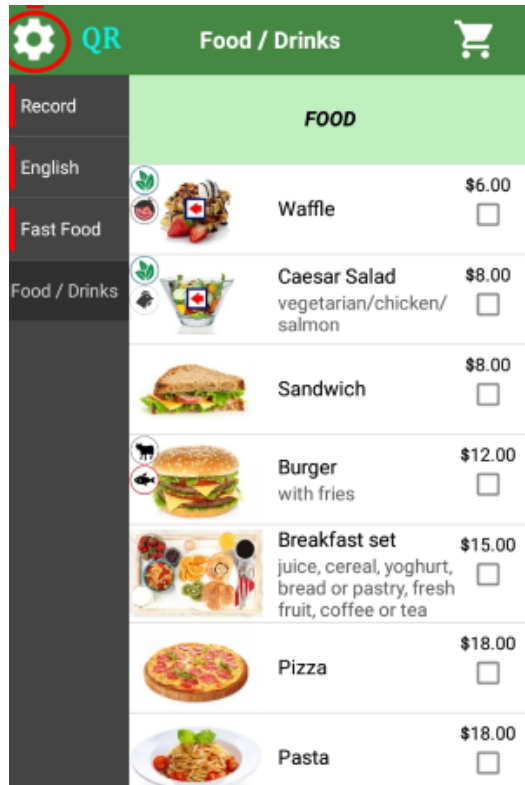 QR Food / Drinks
Record
English
Fast Food
Food / Drinks
FOOD
Waffle
$6.00
Caesar Salad
vegetarian/chicken/
salmon
$8.00
Sandwich
$8.00
Burger
with fries
$12.00
Breakfast set
juice, cereal, yoghurt,
bread or pastry, fresh
fruit, coffee or tea
$15.00
Pizza
$18.00
Pasta
$18.00